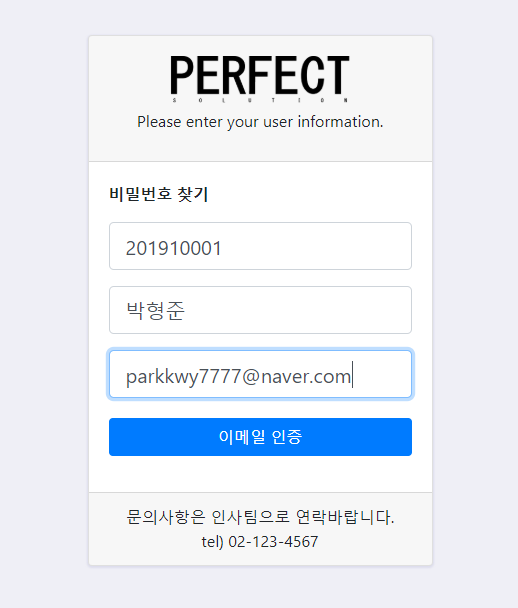 PERFECT
SOLUTION
Please enter your user information.
비밀번호 찾기
201910001
박형준
parkkwy7777@naver.com
이메일 인증
문의사항은 인사팀으로 연락바랍니다.
tel) 02-123-4567